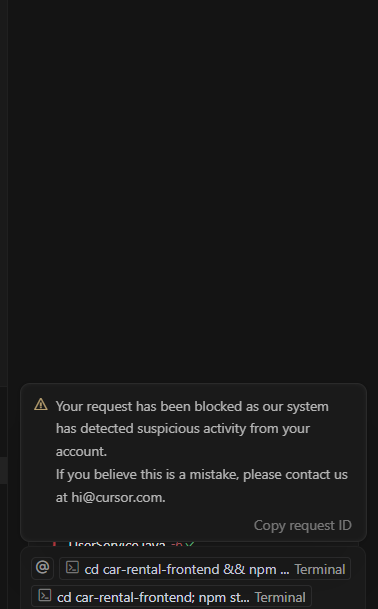 Your request has been blocked as our system
has detected suspicious activity from your
account.
If you believe this is a mistake, please contact us
at hi@cursor.com.
Copy request ID
UserService.java
@ cd car-rental-frontend && npm ... Terminal
cd car-rental-frontend; npm st... Terminal